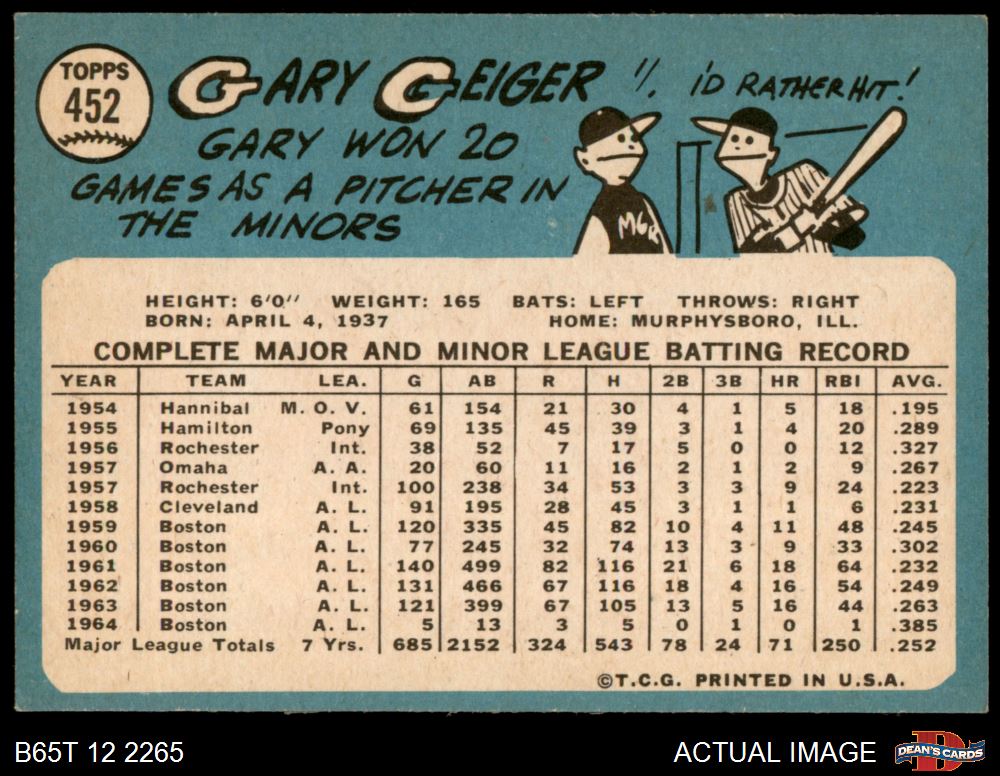 TOPPS
452
GARY GEIGER
GARY WON 20
GAMES AS A PITCHER IN
THE MINORS
I'D RATHER HIT!
MGR
HEIGHT: 6'0" WEIGHT: 165 BATS: LEFT THROWS: RIGHT
BORN: APRIL 4, 1937 HOME: MURPHYSBORO, ILL.
COMPLETE MAJOR AND MINOR LEAGUE BATTING RECORD
YEAR TEAM LEA. G AB R H 2B 3B HR RBI AVG.
1954 Hannibal M. O. V. 61 154 21 30 4 1 5 18 .195
1955 Hamilton Pony 69 135 45 39 3 1 4 20 .289
1956 Rochester Int. 38 52 7 17 5 0 0 12 .327
1957 Omaha A. A. 20 60 11 16 2 1 2 9 .267
1957 Rochester Int. 100 238 34 53 3 3 9 24 .223
1958 Cleveland A. L. 91 195 28 45 3 1 1 6 .231
1959 Boston A. L. 120 335 45 82 10 4 11 48 .245
1960 Boston A. L. 77 245 32 74 13 3 9 33 .302
1961 Boston A. L. 140 499 82 116 21 6 18 64 .232
1962 Boston A. L. 131 466 67 116 18 4 16 54 .249
1963 Boston A. L. 121 399 67 105 13 5 16 44 .263
1964 Boston A. L. 5 13 3 5 0 1 0 1 .385
Major League Totals 7 Yrs. 685 2152 324 543 78 24 71 250 .252
©T.C.G. PRINTED IN U.S.A.
B65T 12 2265 ACTUAL IMAGE
D
DEAN'S CARDS